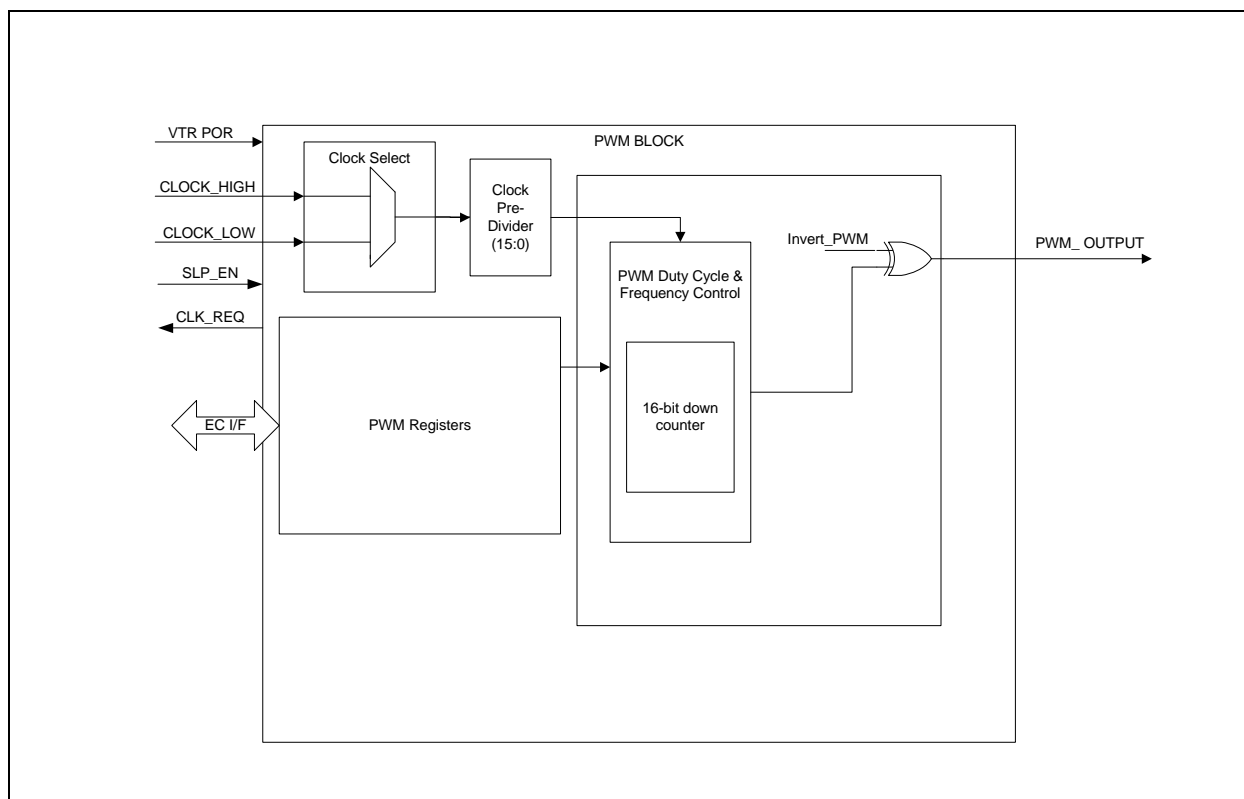 VTR POR
PWM BLOCK
Clock Select
CLOCK_HIGH
CLOCK_LOW
SLP_EN
CLK_REQ
EC I/F
Clock
Pre-
Divider
(15:0)
PWM Registers
PWM Duty Cycle &
Frequency Control
16-bit down
counter
Invert_PWM
PWM_ OUTPUT